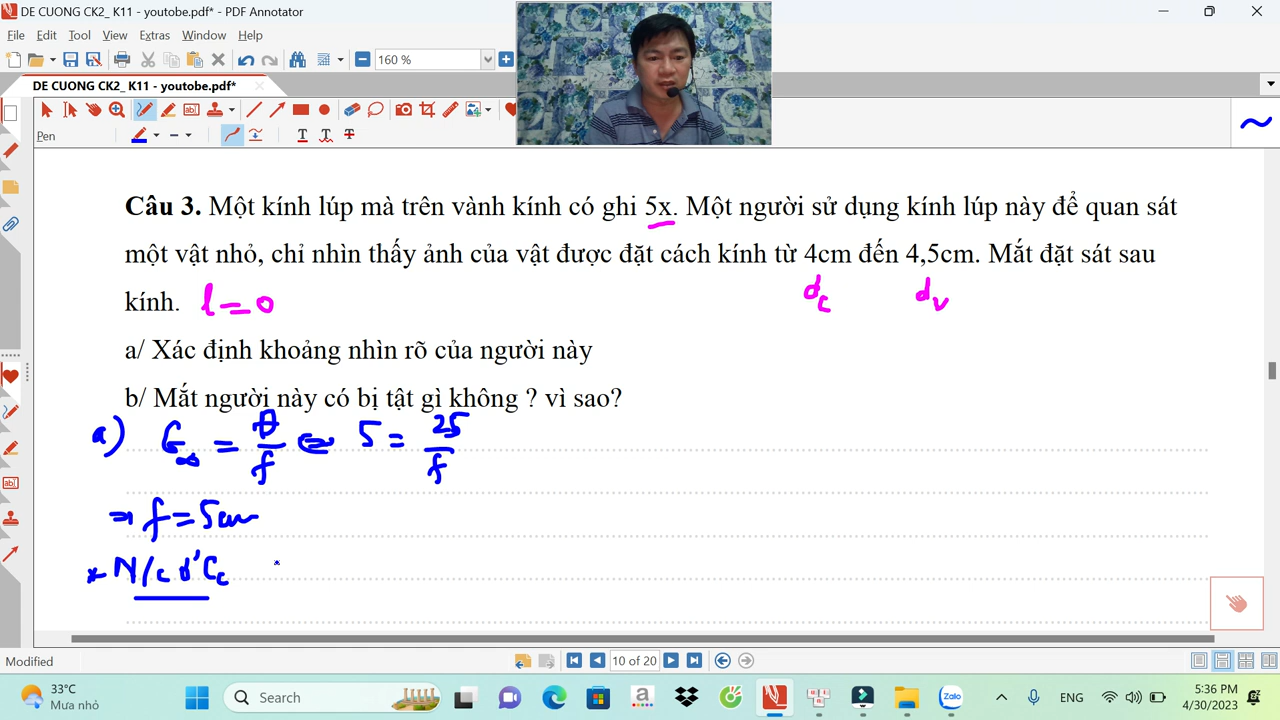 DE CUONG CK2_ K11 - youtobe.pdf* - PDF Annotator
File Edit Tool View Extras Window Help
160 %
DE CUONG CK2_ K11 - youtobe.pdf*
Pen
Câu 3. Một kính lúp mà trên vành kính có ghi 5x. Một người sử dụng kính lúp này để quan sát
một vật nhỏ, chỉ nhìn thấy ảnh của vật được đặt cách kính từ 4cm đến 4,5cm. Mắt đặt sát sau
kính. l = 0 dc dv
a/ Xác định khoảng nhìn rõ của người này
b/ Mắt người này có bị tật gì không ? vì sao?
a) G∞ = Đ/f ⇔ 5 = 25/f
⇒ f = 5cm
* N/c ở Cc
Modified 10 of 20
33°C
Mưa nhỏ
Search
Zalo
ENG
5:36 PM
4/30/2023